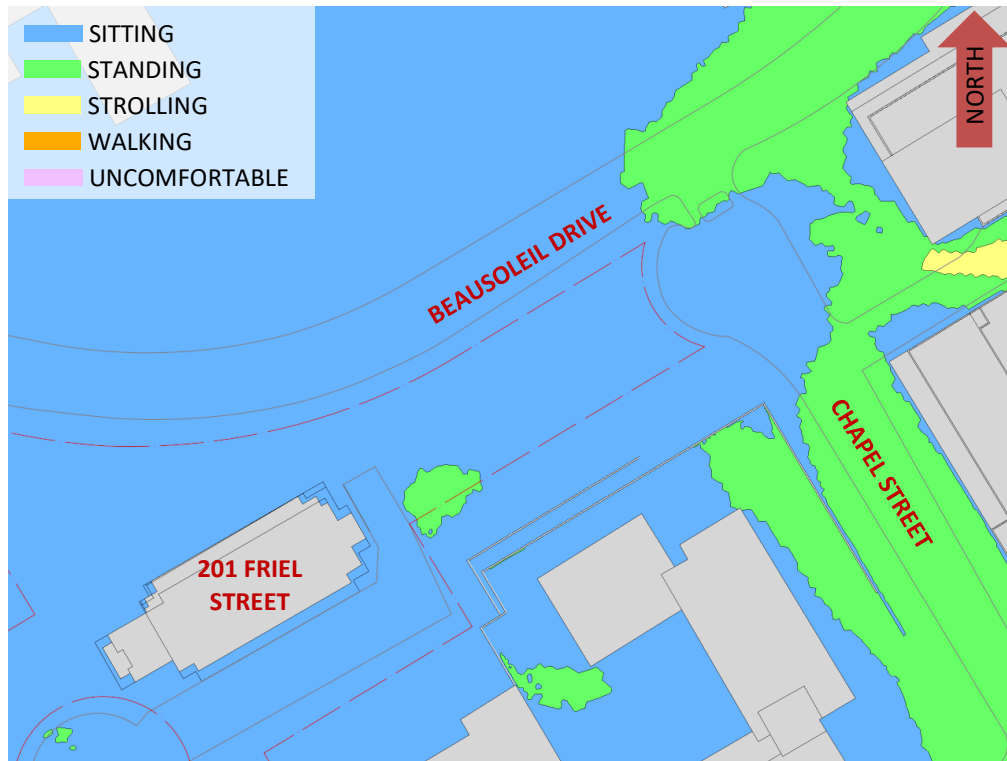 SITTING
STANDING
STROLLING
WALKING
UNCOMFORTABLE
NORTH
BEAUSOLEIL DRIVE
CHAPEL STREET
201 FRIEL
STREET